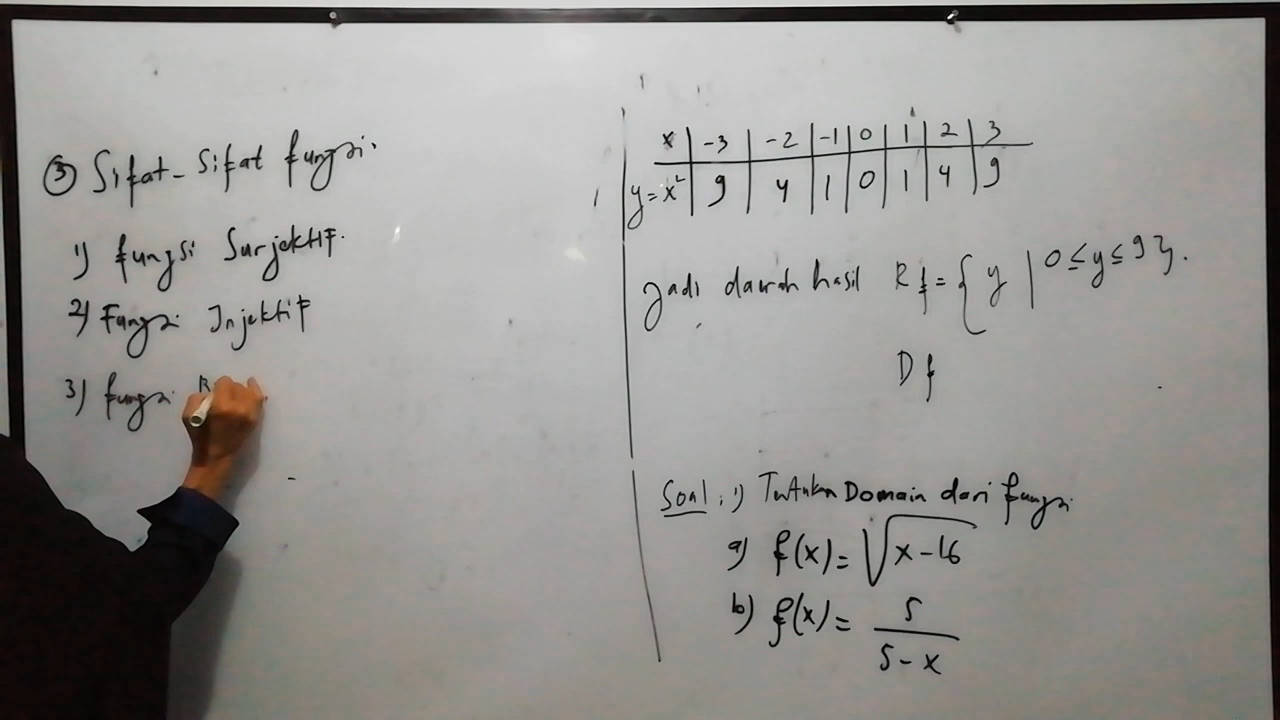 ③ Sifat-Sifat fungsi.
1) fungsi Surjektif.
2) Fungsi Injektif
3) fungsi B
x | -3 | -2 | -1 | 0 | 1 | 2 | 3
y=x² | 9 | 4 | 1 | 0 | 1 | 4 | 9
Jadi daerah hasil Rf = {y | 0 ≤ y ≤ 9}.
Df
Soal: 1) Tentukan Domain dari fungsi
a) f(x) = √(x-16)
b) f(x) = 5/(5-x)